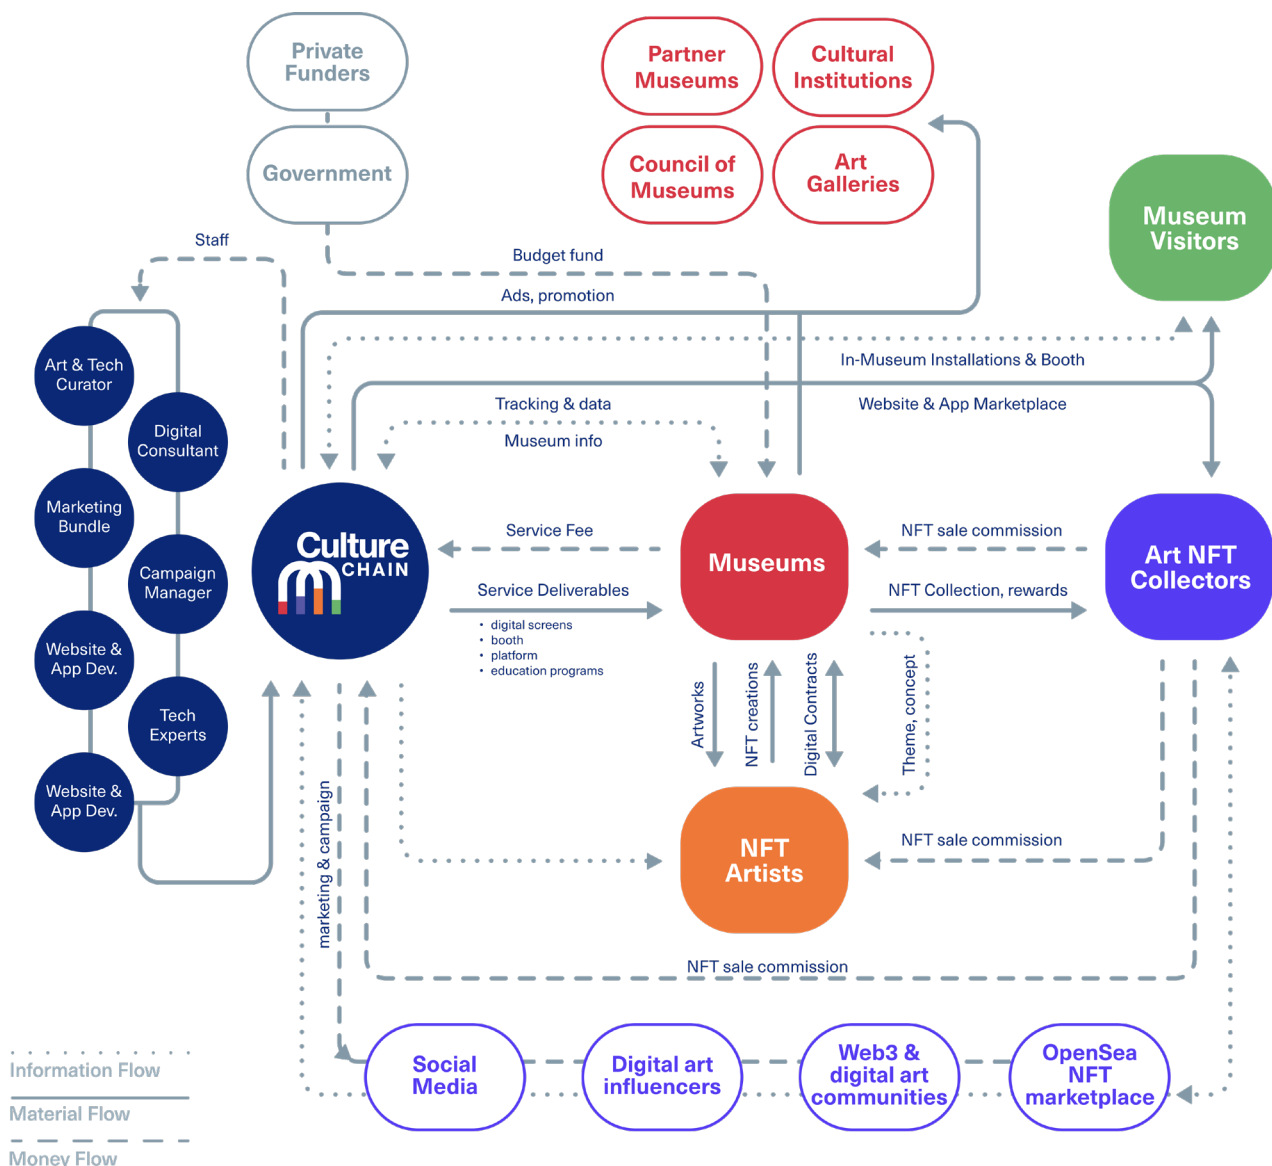 Private
Funders
Government
Partner
Museums
Cultural
Institutions
Council of
Museums
Art
Galleries
Museum
Visitors
Staff
Budget fund
Ads, promotion
In-Museum Installations & Booth
Tracking & data
Website & App Marketplace
Museum info
Art & Tech
Curator
Digital
Consultant
Marketing
Bundle
Campaign
Manager
Website &
App Dev.
Tech
Experts
Website &
App Dev.
Culture
CHAIN
Service Fee
Service Deliverables
• digital screens
• booth
• platform
• education programs
Museums
NFT sale commission
NFT Collection, rewards
Art NFT
Collectors
Artworks
NFT creations
Digital Contracts
Theme, concept
NFT
Artists
NFT sale commission
marketing & campaign
NFT sale commission
Social
Media
Digital art
influencers
Web3 &
digital art
communities
OpenSea
NFT
marketplace
Information Flow
Material Flow
Money Flow